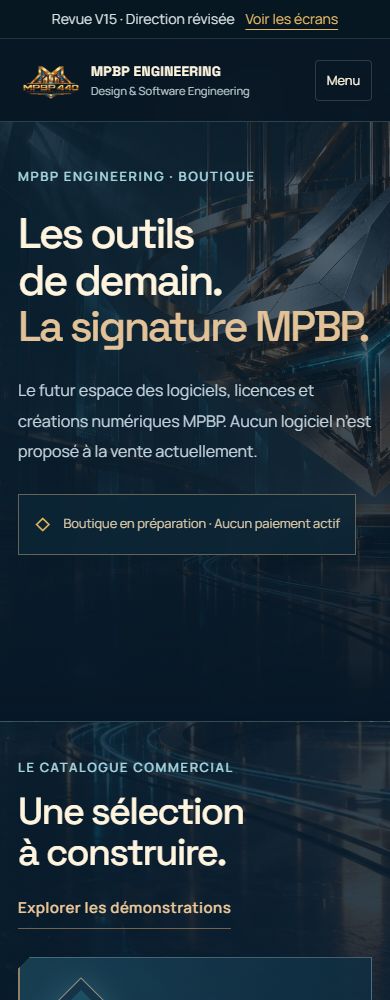 Revue V15 · Direction révisée Voir les écrans
MPBP 440
MPBP ENGINEERING
Design & Software Engineering
Menu
MPBP ENGINEERING · BOUTIQUE
Les outils
de demain.
La signature MPBP.
Le futur espace des logiciels, licences et
créations numériques MPBP. Aucun logiciel n'est
proposé à la vente actuellement.
Boutique en préparation · Aucun paiement actif
LE CATALOGUE COMMERCIAL
Une sélection
à construire.
Explorer les démonstrations